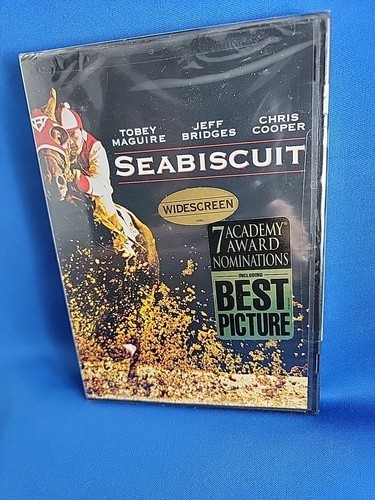 TOBEY MAGUIRE
JEFF BRIDGES
CHRIS COOPER
SEABISCUIT
WIDESCREEN
7 ACADEMY
AWARD
NOMINATIONS
INCLUDING
BEST
PICTURE